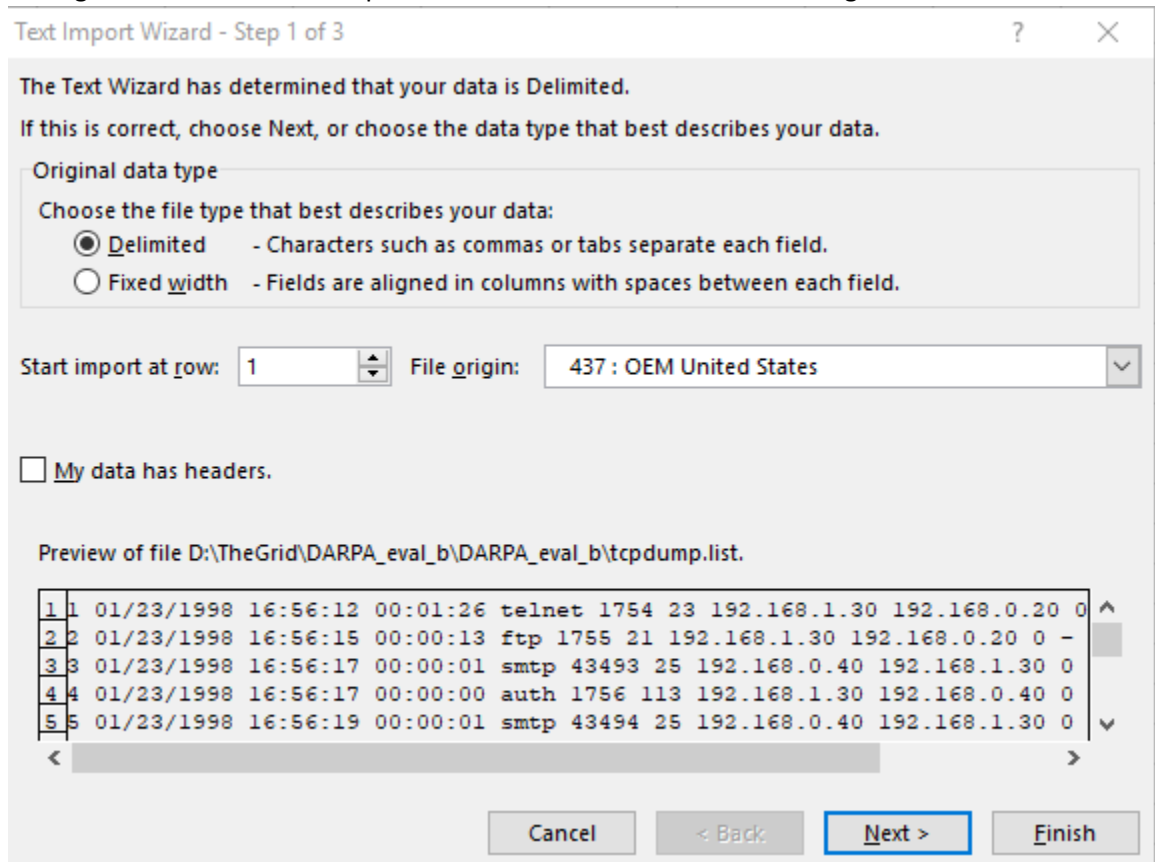 Text Import Wizard - Step 1 of 3 ?
The Text Wizard has determined that your data is Delimited.
If this is correct, choose Next, or choose the data type that best describes your data.
Original data type
Choose the file type that best describes your data:
Delimited - Characters such as commas or tabs separate each field.
Fixed width - Fields are aligned in columns with spaces between each field.
Start import at row: 1 File origin: 437 : OEM United States
My data has headers.
Preview of file D:\TheGrid\DARPA_eval_b\DARPA_eval_b\tcpdump.list.
1 1 01/23/1998 16:56:12 00:01:26 telnet 1754 23 192.168.1.30 192.168.0.20 0
2 2 01/23/1998 16:56:15 00:00:13 ftp 1755 21 192.168.1.30 192.168.0.20 0 -
3 3 01/23/1998 16:56:17 00:00:01 smtp 43493 25 192.168.0.40 192.168.1.30 0
4 4 01/23/1998 16:56:17 00:00:00 auth 1756 113 192.168.1.30 192.168.0.40 0
5 5 01/23/1998 16:56:19 00:00:01 smtp 43494 25 192.168.0.40 192.168.1.30 0
Cancel < Back Next > Finish